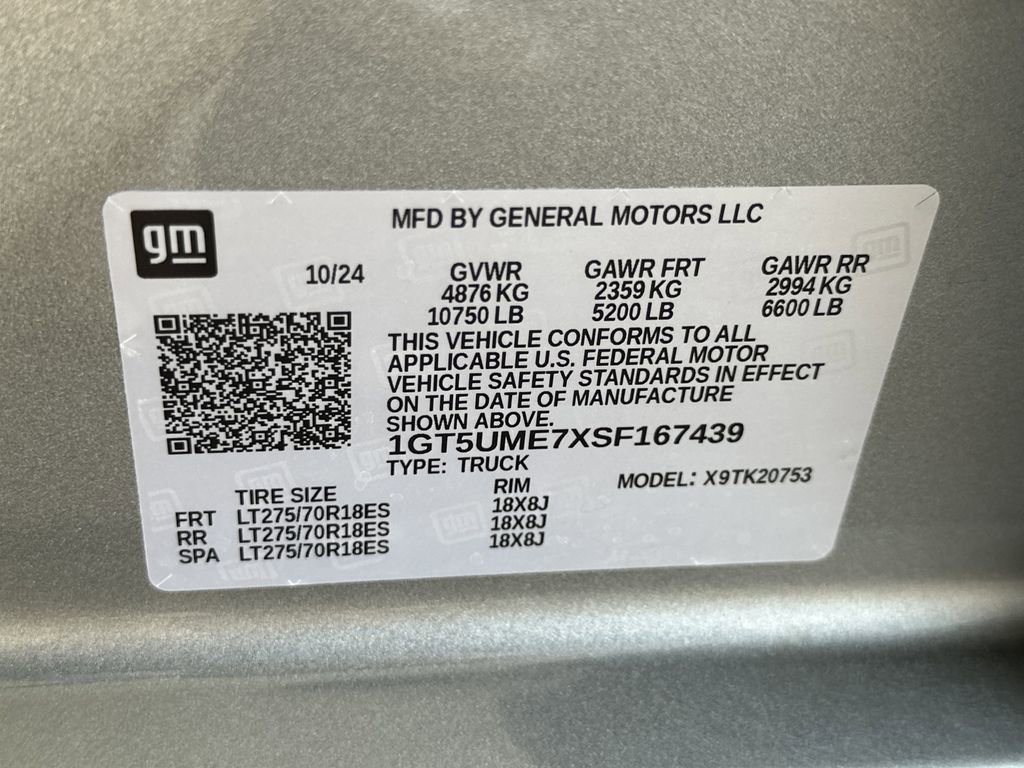 gm
MFD BY GENERAL MOTORS LLC
10/24 GVWR GAWR FRT GAWR RR
4876 KG 2359 KG 2994 KG
10750 LB 5200 LB 6600 LB
THIS VEHICLE CONFORMS TO ALL
APPLICABLE U.S. FEDERAL MOTOR
VEHICLE SAFETY STANDARDS IN EFFECT
ON THE DATE OF MANUFACTURE
SHOWN ABOVE.
1GT5UME7XSF167439
TYPE: TRUCK
TIRE SIZE RIM MODEL: X9TK20753
FRT LT275/70R18ES 18X8J
RR LT275/70R18ES 18X8J
SPA LT275/70R18ES 18X8J